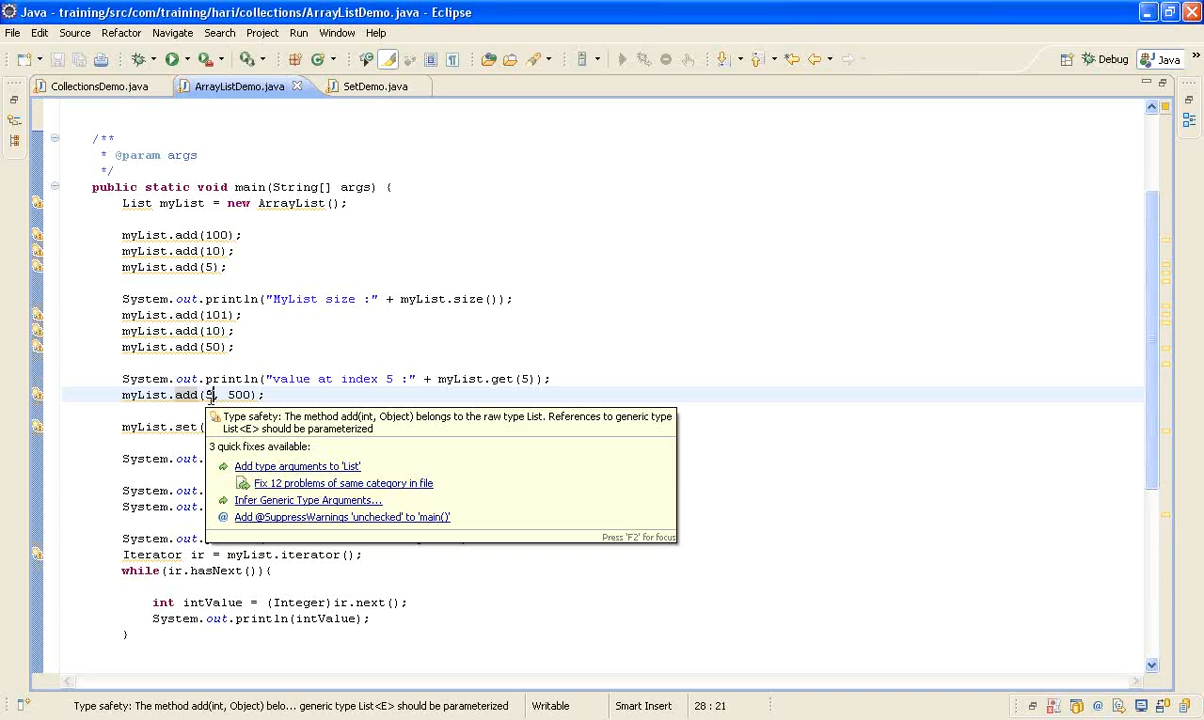 Java - training/src/com/training/hari/collections/ArrayListDemo.java - Eclipse
File Edit Source Refactor Navigate Search Project Run Window Help
Debug Java
CollectionsDemo.java ArrayListDemo.java SetDemo.java
/**
* @param args
*/
public static void main(String[] args) {
List myList = new ArrayList();
myList.add(100);
myList.add(10);
myList.add(5);
System.out.println("MyList size :" + myList.size());
myList.add(101);
myList.add(10);
myList.add(50);
System.out.println("value at index 5 :" + myList.get(5));
myList.add(5, 500);
Type safety: The method add(int, Object) belongs to the raw type List. References to generic type
List<E> should be parameterized
myList.set(
3 quick fixes available:
System.out.
Add type arguments to 'List'
Fix 12 problems of same category in file
System.out.
Infer Generic Type Arguments...
System.out.
Add @SuppressWarnings 'unchecked' to 'main()'
System.out.
Press 'F2' for focus
Iterator ir = myList.iterator();
while(ir.hasNext()){
int intValue = (Integer)ir.next();
System.out.println(intValue);
}
Type safety: The method add(int, Object) belo... generic type List<E> should be parameterized Writable Smart Insert 28 : 21